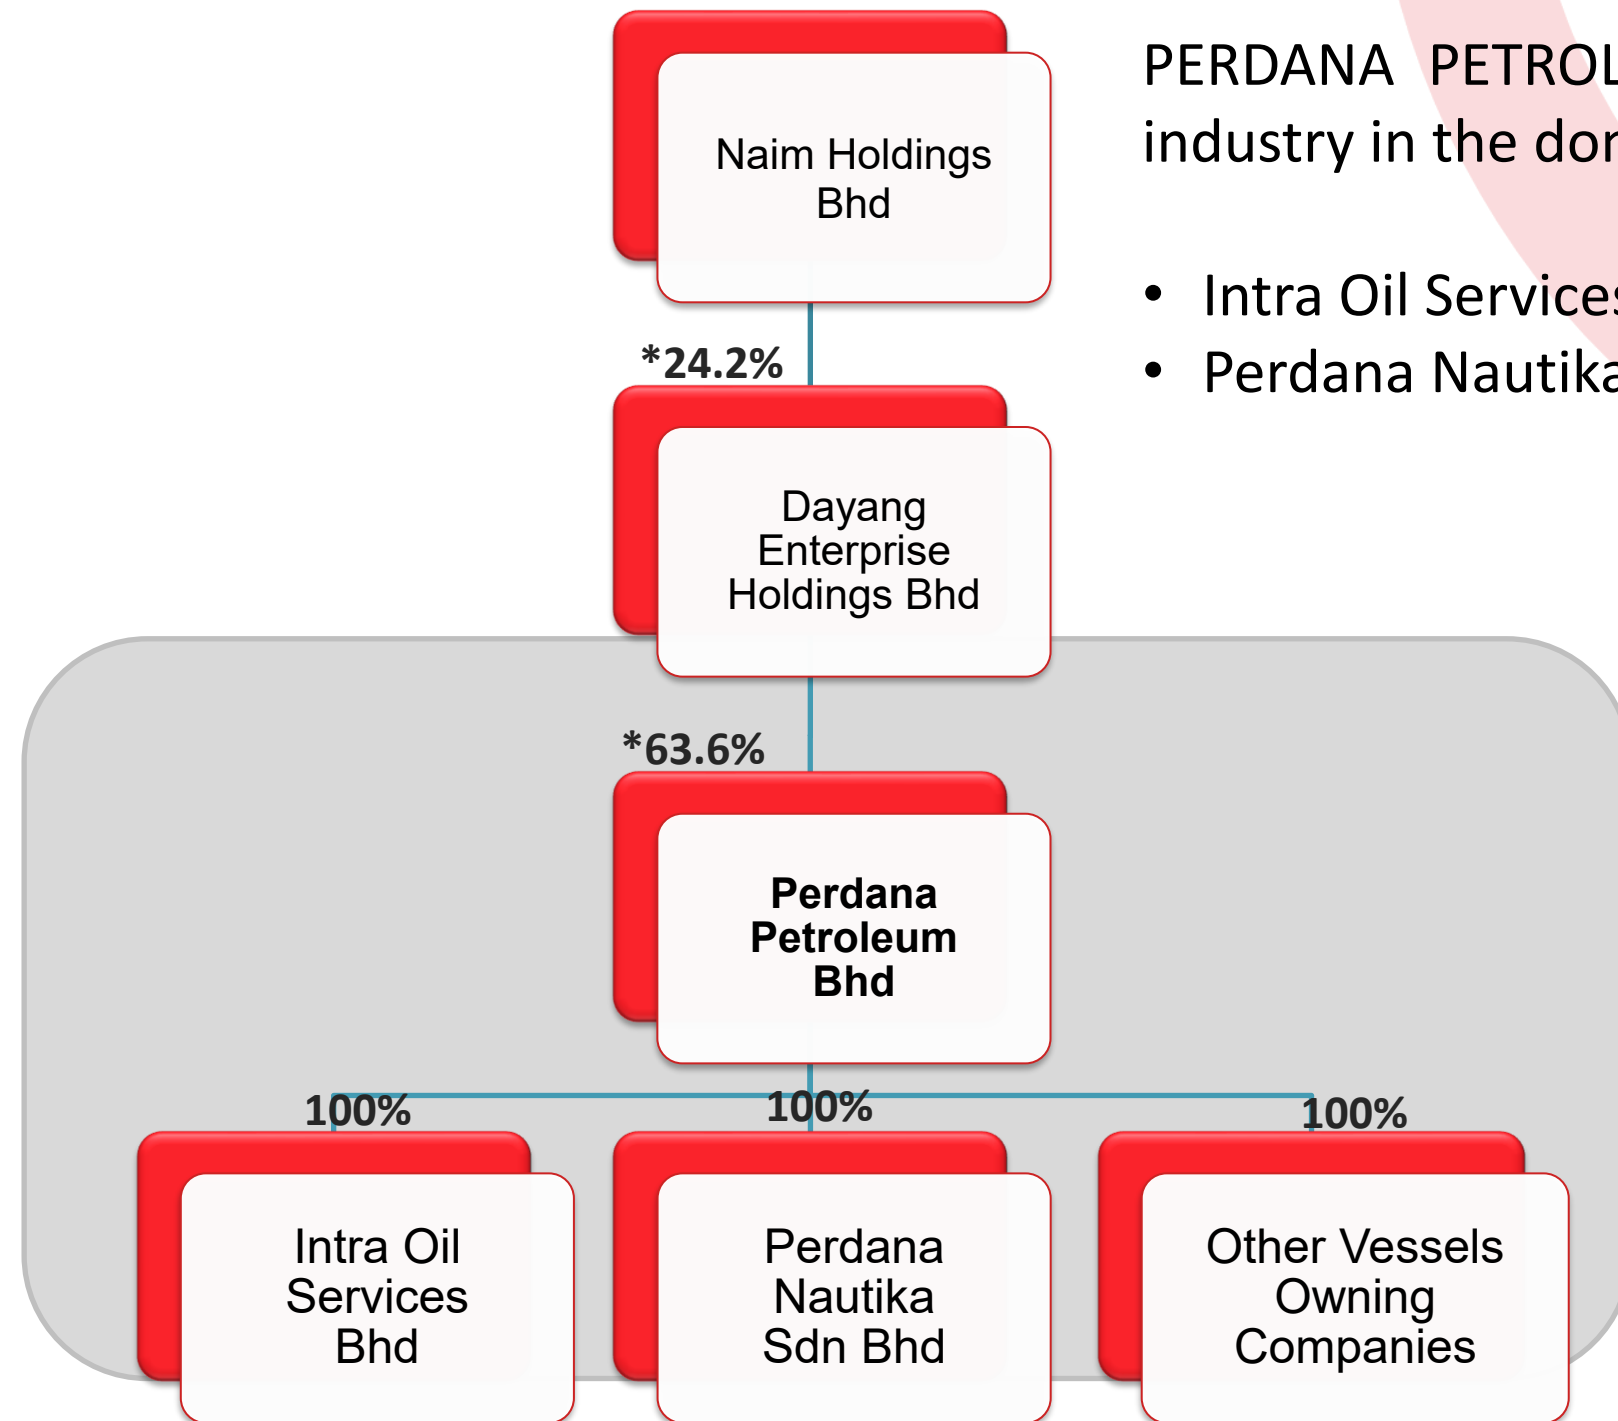 Naim Holdings
Bhd
PERDANA PETROL
industry in the dor
• Intra Oil Services
• Perdana Nautika
*24.2%
Dayang
Enterprise
Holdings Bhd
*63.6%
Perdana
Petroleum
Bhd
100%
100%
100%
Intra Oil
Services
Bhd
Perdana
Nautika
Sdn Bhd
Other Vessels
Owning
Companies